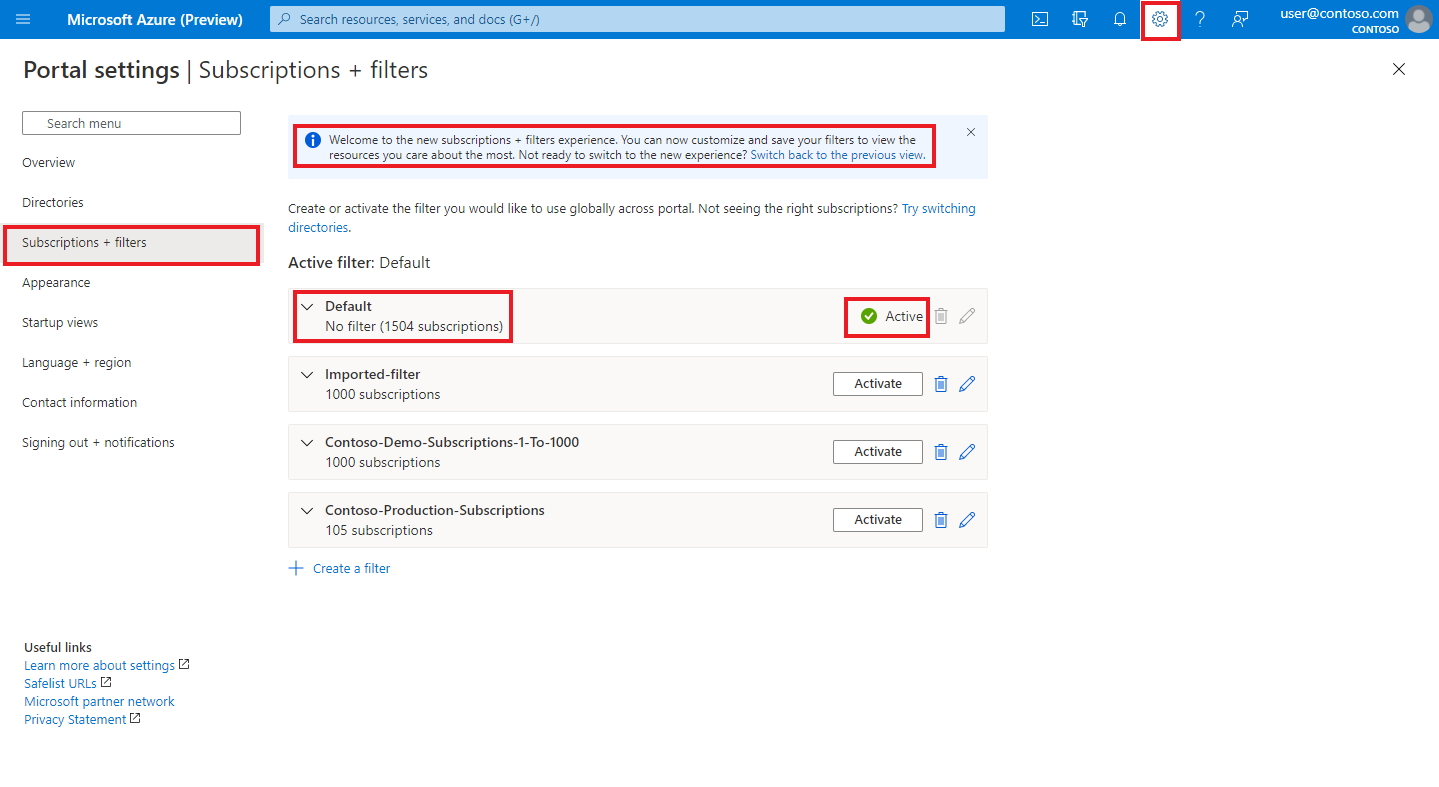 Microsoft Azure (Preview)
Search resources, services, and docs (G+/)
user@contoso.com
CONTOSO
Portal settings | Subscriptions + filters
Search menu
Overview
Directories
Subscriptions + filters
Appearance
Startup views
Language + region
Contact information
Signing out + notifications
Useful links
Learn more about settings
Safelist URLs
Microsoft partner network
Privacy Statement
Welcome to the new subscriptions + filters experience. You can now customize and save your filters to view the
resources you care about the most. Not ready to switch to the new experience? Switch back to the previous view.
Create or activate the filter you would like to use globally across portal. Not seeing the right subscriptions? Try switching
directories.
Active filter: Default
Default
No filter (1504 subscriptions)
Active
Imported-filter
1000 subscriptions
Activate
Contoso-Demo-Subscriptions-1-To-1000
1000 subscriptions
Activate
Contoso-Production-Subscriptions
105 subscriptions
Activate
Create a filter